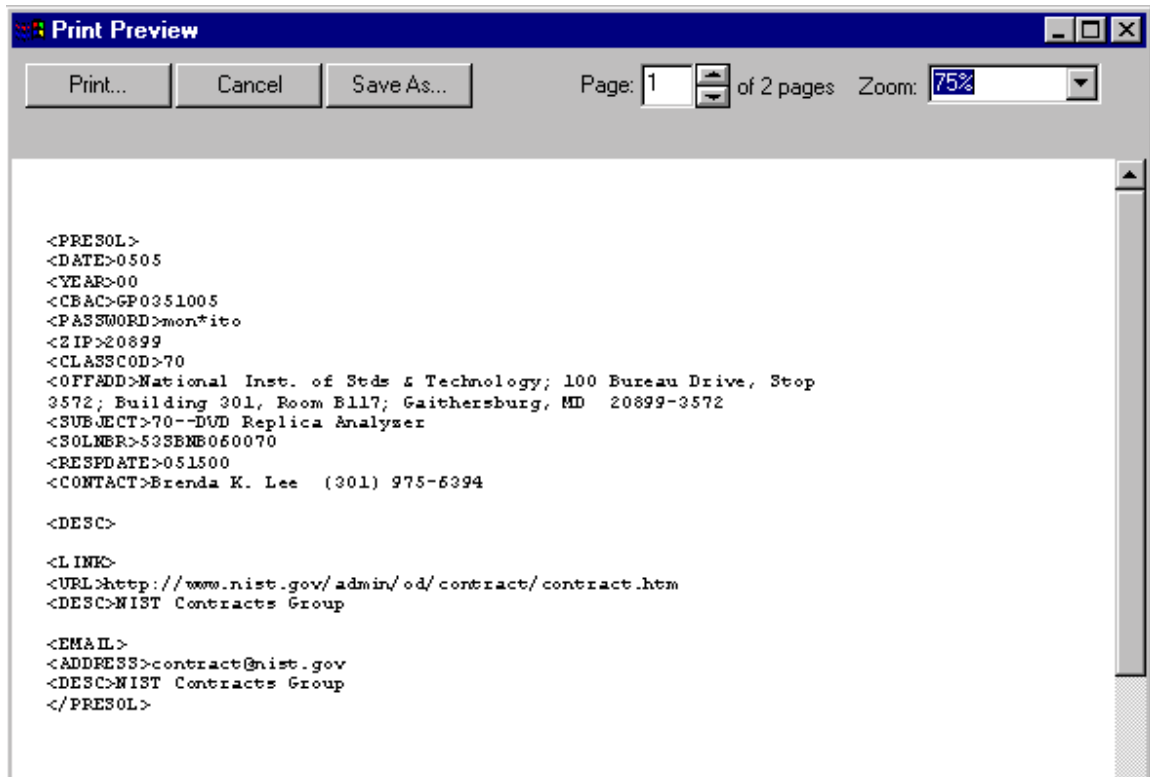 Print Preview
Print... Cancel Save As... Page: 1 of 2 pages Zoom: 75%
<PRESOL>
<DATE>0505
<YEAR>00
<CBAC>GP0351005
<PASSWORD>mon*ito
<ZIP>20899
<CLASSCOD>70
<OFFADD>National Inst. of Stds & Technology; 100 Bureau Drive, Stop
3572; Building 301, Room B117; Gaithersburg, MD  20899-3572
<SUBJECT>70--DVD Replica Analyzer
<SOLNBR>53SBNB060070
<RESPDATE>051500
<CONTACT>Brenda K. Lee  (301) 975-6394
<DESC>
<LINK>
<URL>http://www.nist.gov/admin/od/contract/contract.htm
<DESC>NIST Contracts Group
<EMAIL>
<ADDRESS>contract@nist.gov
<DESC>NIST Contracts Group
</PRESOL>